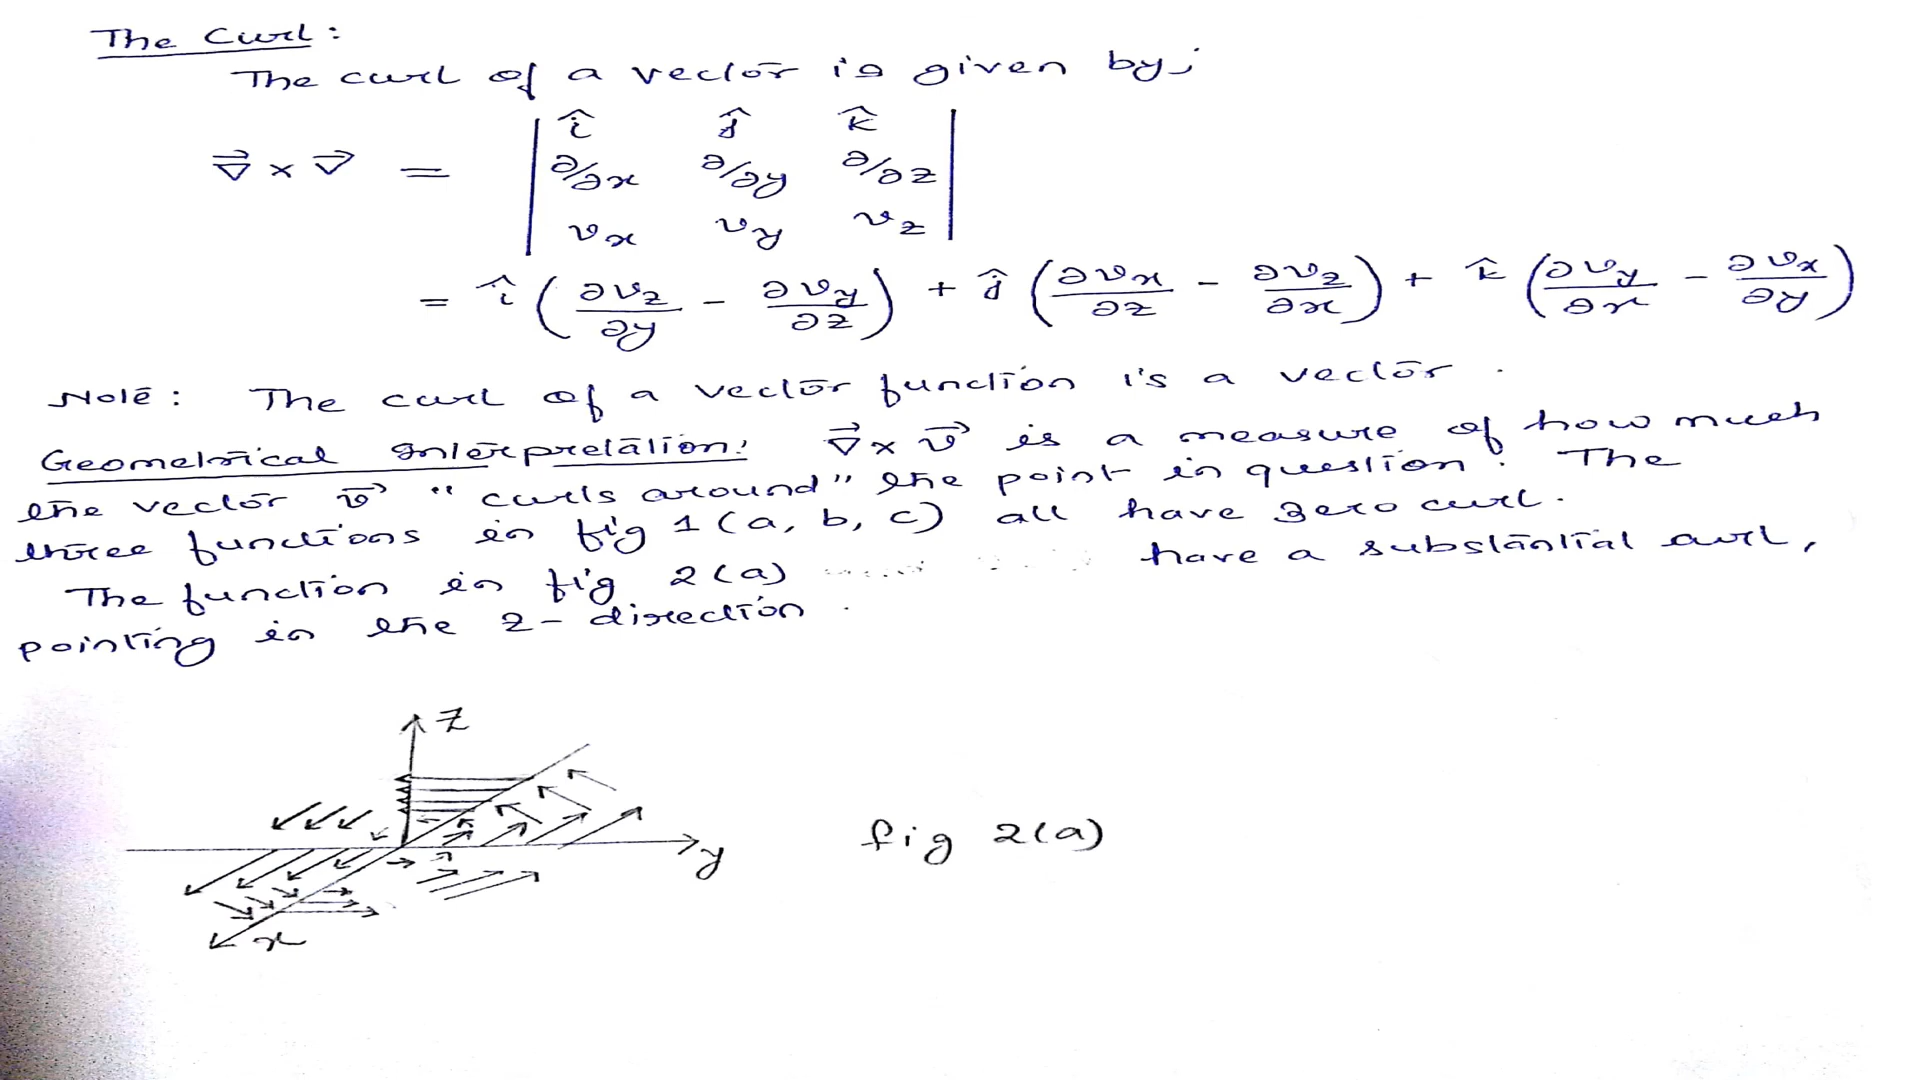 The Curl :
The curl of a vector is given by;
∇⃗ × v⃗ = | î ĵ k̂ |
| ∂/∂x ∂/∂y ∂/∂z |
| vx vy vz |
= î (∂vz/∂y - ∂vy/∂z) + ĵ (∂vx/∂z - ∂vz/∂x) + k̂ (∂vy/∂x - ∂vx/∂y)
Note : The curl of a vector function is a vector .
Geometrical Interpretation: ∇⃗ × v⃗ is a measure of how much
the vector v⃗ "curls around" the point in question . The
three functions in fig 1 (a, b, c) all have zero curl .
The function in fig 2(a) have a substantial curl,
pointing in the z-direction .
z
y
x
fig 2(a)